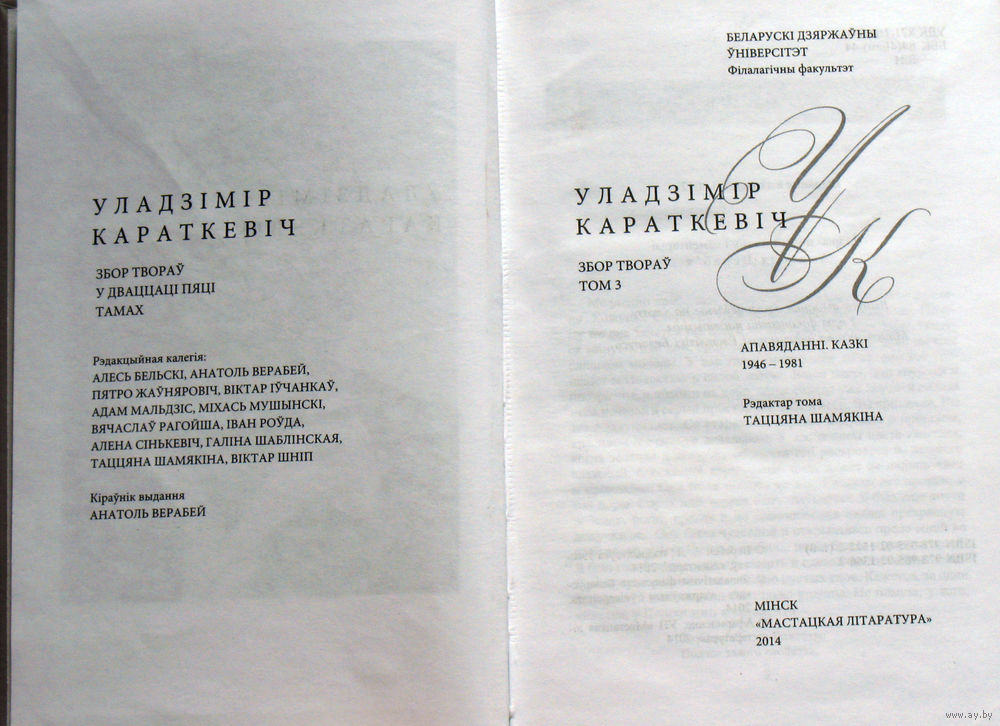 УЛАДЗІМІР
КАРАТКЕВІЧ
ЗБОР ТВОРАЎ
У ДВАЦЦАЦІ ПЯЦІ
ТАМАХ
Рэдакцыйная калегія:
АЛЕСЬ БЕЛЬСКІ, АНАТОЛЬ ВЕРАБЕЙ,
ПЯТРО ЖАЎНЯРОВІЧ, ВІКТАР ІЎЧАНКАЎ,
АДАМ МАЛЬДЗІС, МІХАСЬ МУШЫНСКІ,
ВЯЧАСЛАЎ РАГОЙША, ІВАН РОЎДА,
АЛЕНА СІНЬКЕВІЧ, ГАЛІНА ШАБЛІНСКАЯ,
ТАЦЦЯНА ШАМЯКІНА, ВІКТАР ШНІП
Кіраўнік выдання
АНАТОЛЬ ВЕРАБЕЙ
БЕЛАРУСКІ ДЗЯРЖАЎНЫ
ЎНІВЕРСІТЭТ
Філалагічны факультэт
УК
УЛАДЗІМІР
КАРАТКЕВІЧ
ЗБОР ТВОРАЎ
ТОМ 3
АПАВЯДАННІ. КАЗКІ
1946 – 1981
Рэдактар тома
ТАЦЦЯНА ШАМЯКІНА
МІНСК
«МАСТАЦКАЯ ЛІТАРАТУРА»
2014
www.ay.by